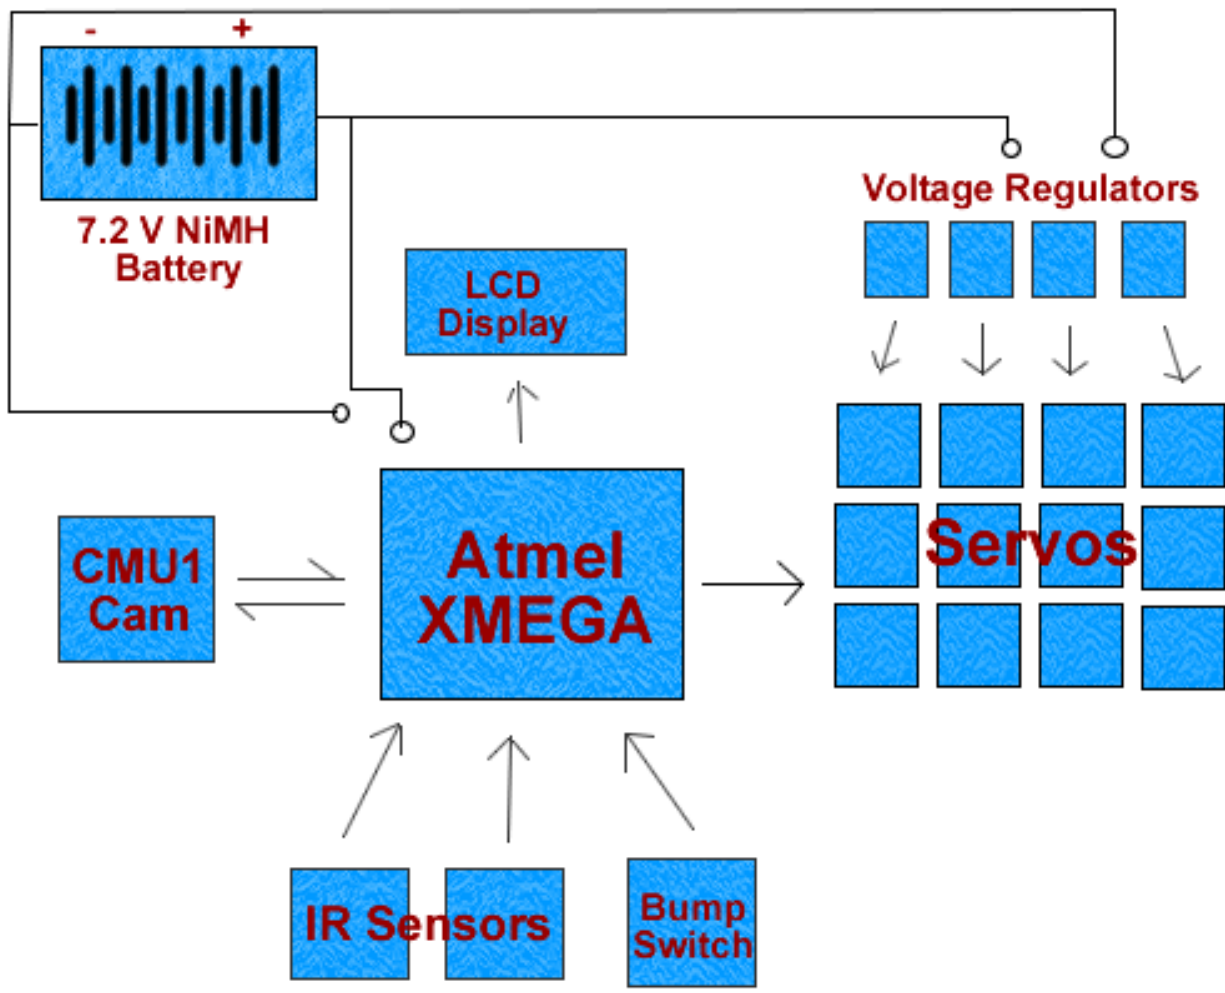 - +
7.2 V NiMH
Battery
Voltage Regulators
LCD
Display
CMU1
Cam
Atmel
XMEGA
Servos
IR Sensors
Bump
Switch